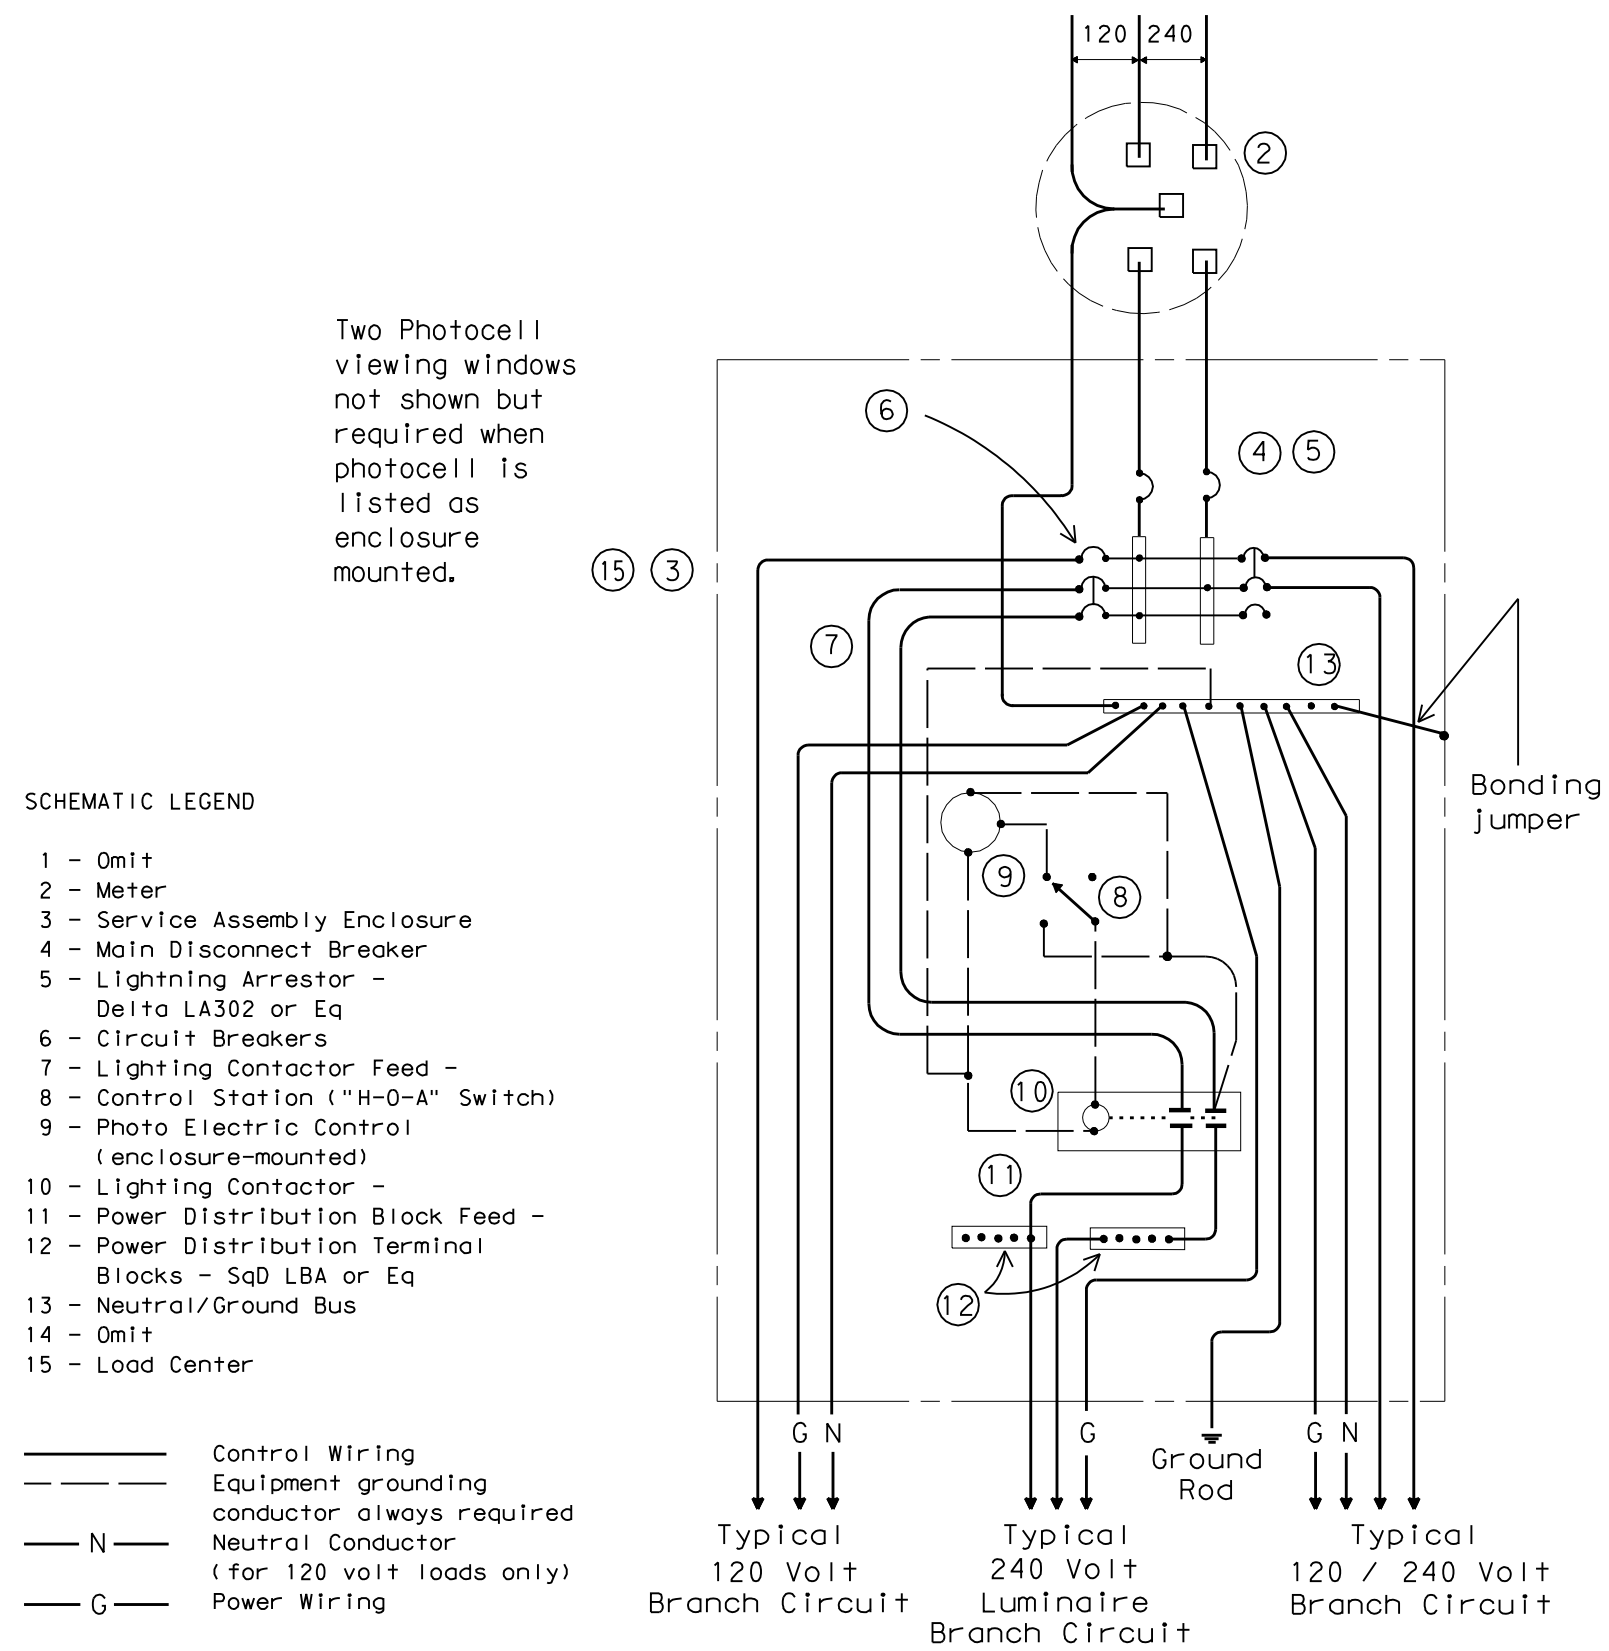 120 240
2
Two Photocell
viewing windows
not shown but
required when
photocell is
listed as
enclosure
mounted.
6
4 5
15 3
7
13
Bonding
jumper
9
8
10
11
12
SCHEMATIC LEGEND
1 - Omit
2 - Meter
3 - Service Assembly Enclosure
4 - Main Disconnect Breaker
5 - Lightning Arrestor -
Delta LA302 or Eq
6 - Circuit Breakers
7 - Lighting Contactor Feed -
8 - Control Station ("H-O-A" Switch)
9 - Photo Electric Control
(enclosure-mounted)
10 - Lighting Contactor -
11 - Power Distribution Block Feed -
12 - Power Distribution Terminal
Blocks - SqD LBA or Eq
13 - Neutral/Ground Bus
14 - Omit
15 - Load Center
Control Wiring
Equipment grounding
conductor always required
N Neutral Conductor
(for 120 volt loads only)
G Power Wiring
G N
G
Ground
Rod
G N
Typical
120 Volt
Branch Circuit
Typical
240 Volt
Luminaire
Branch Circuit
Typical
120 / 240 Volt
Branch Circuit